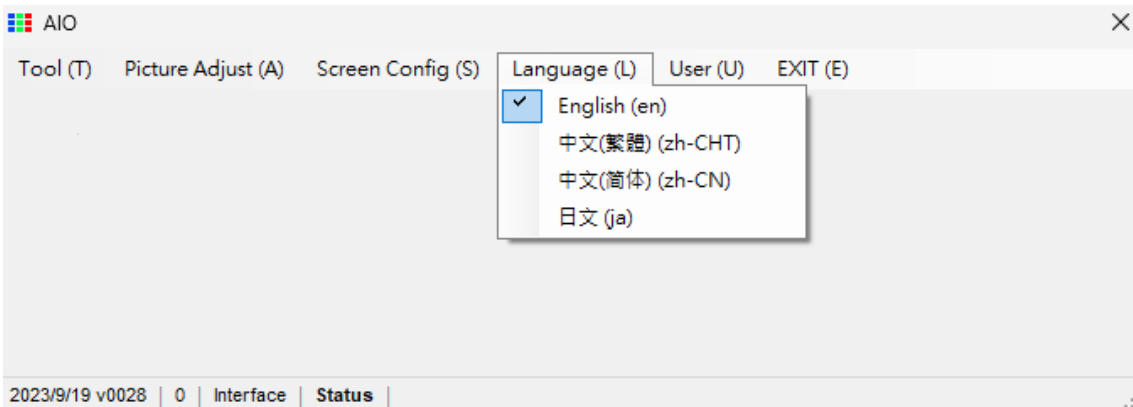 AIO
Tool (T) Picture Adjust (A) Screen Config (S) Language (L) User (U) EXIT (E)
English (en)
中文(繁體) (zh-CHT)
中文(简体) (zh-CN)
日文 (ja)
2023/9/19 v0028 | 0 | Interface | Status |